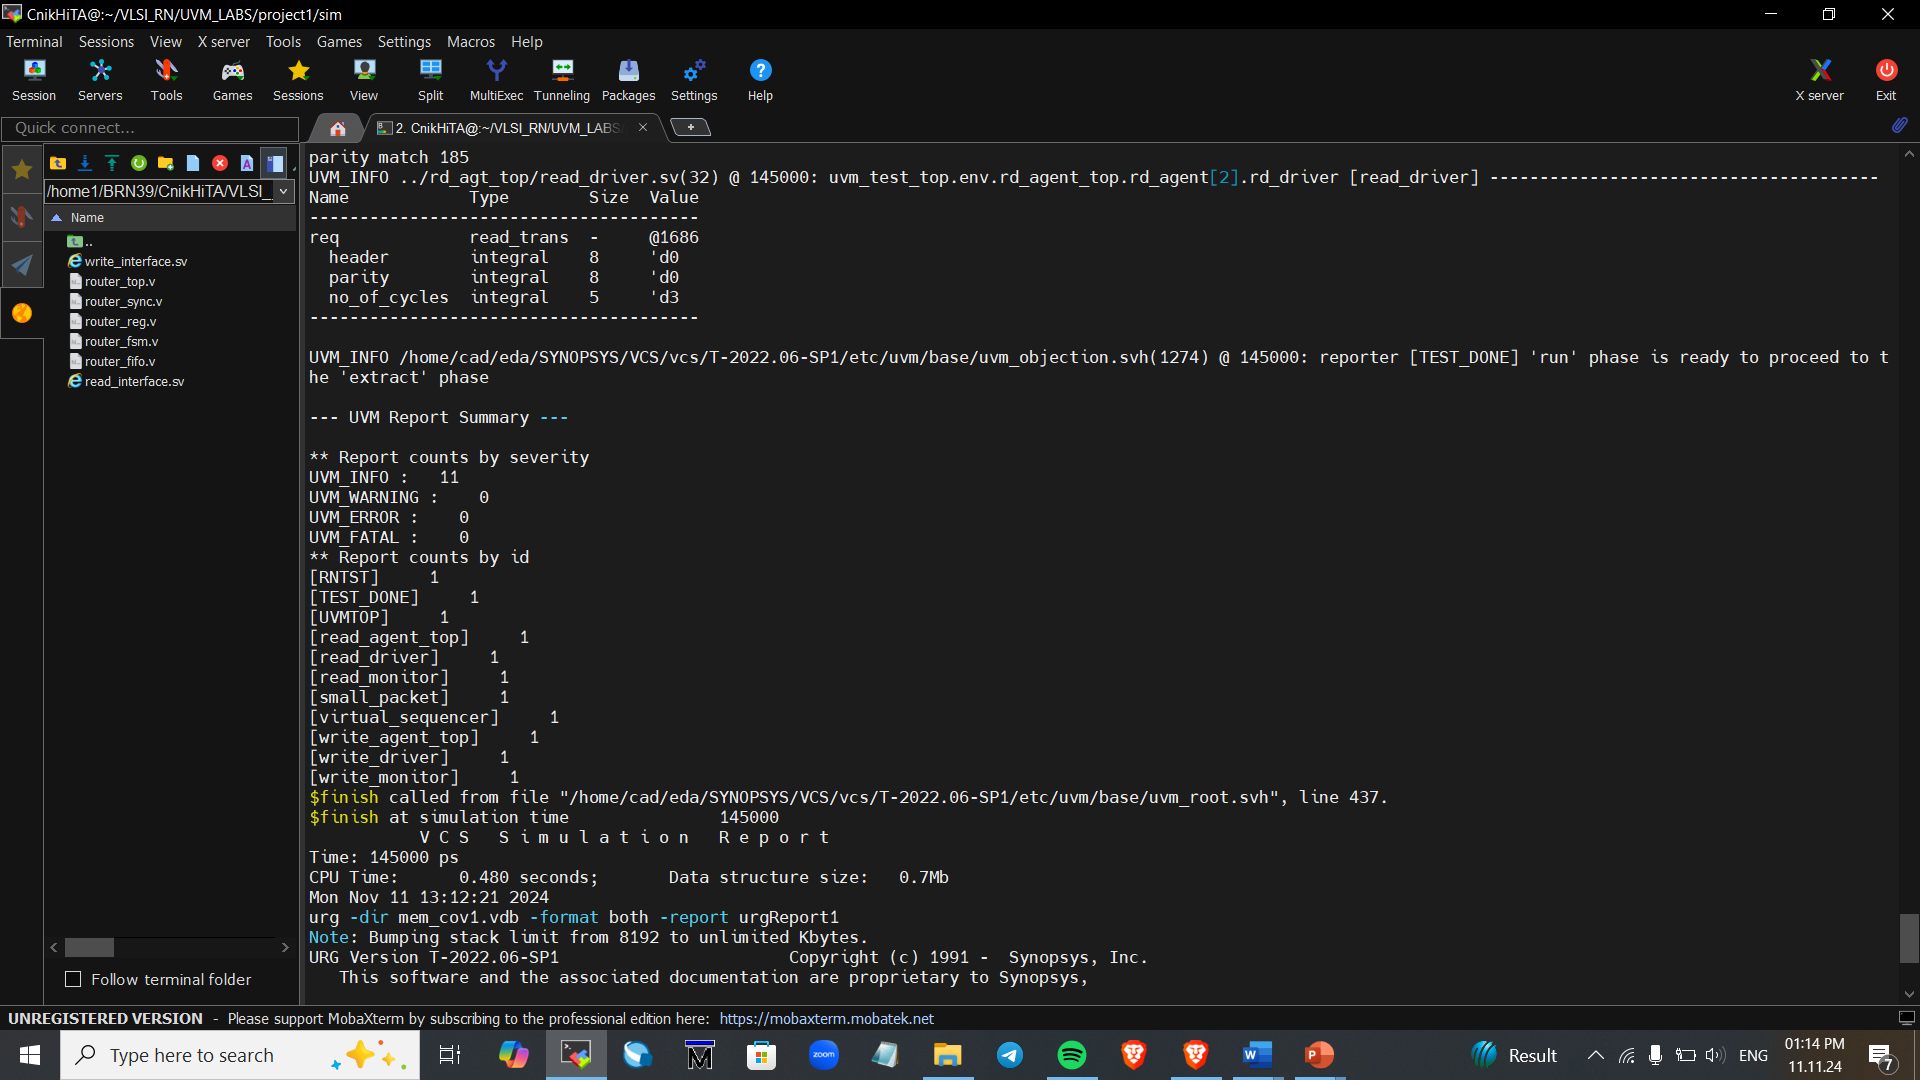 CnikHiTA@:~/VLSI_RN/UVM_LABS/project1/sim
Terminal Sessions View X server Tools Games Settings Macros Help
Session Servers Tools Games Sessions View Split MultiExec Tunneling Packages Settings Help X server Exit
Quick connect...
2. CnikHiTA@:~/VLSI_RN/UVM_LABS/
/home1/BRN39/CnikHiTA/VLSI_
Name
..
write_interface.sv
router_top.v
router_sync.v
router_reg.v
router_fsm.v
router_fifo.v
read_interface.sv
Follow terminal folder
parity match 185
UVM_INFO ../rd_agt_top/read_driver.sv(32) @ 145000: uvm_test_top.env.rd_agent_top.rd_agent[2].rd_driver [read_driver] ---------------------------------------
Name Type Size Value
---------------------------------------
req read_trans - @1686
header integral 8 'd0
parity integral 8 'd0
no_of_cycles integral 5 'd3
---------------------------------------
UVM_INFO /home/cad/eda/SYNOPSYS/VCS/vcs/T-2022.06-SP1/etc/uvm/base/uvm_objection.svh(1274) @ 145000: reporter [TEST_DONE] 'run' phase is ready to proceed to t
he 'extract' phase
--- UVM Report Summary ---
** Report counts by severity
UVM_INFO : 11
UVM_WARNING : 0
UVM_ERROR : 0
UVM_FATAL : 0
** Report counts by id
[RNTST] 1
[TEST_DONE] 1
[UVMTOP] 1
[read_agent_top] 1
[read_driver] 1
[read_monitor] 1
[small_packet] 1
[virtual_sequencer] 1
[write_agent_top] 1
[write_driver] 1
[write_monitor] 1
$finish called from file "/home/cad/eda/SYNOPSYS/VCS/vcs/T-2022.06-SP1/etc/uvm/base/uvm_root.svh", line 437.
$finish at simulation time 145000
V C S S i m u l a t i o n R e p o r t
Time: 145000 ps
CPU Time: 0.480 seconds; Data structure size: 0.7Mb
Mon Nov 11 13:12:21 2024
urg -dir mem_cov1.vdb -format both -report urgReport1
Note: Bumping stack limit from 8192 to unlimited Kbytes.
URG Version T-2022.06-SP1 Copyright (c) 1991 - Synopsys, Inc.
This software and the associated documentation are proprietary to Synopsys,
UNREGISTERED VERSION - Please support MobaXterm by subscribing to the professional edition here: https://mobaxterm.mobatek.net
Type here to search
zoom
Result
ENG
01:14 PM
11.11.24
7